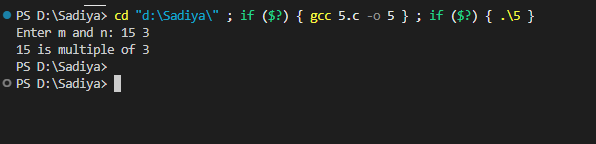 PS D:\Sadiya> cd "d:\Sadiya\" ; if ($?) { gcc 5.c -o 5 } ; if ($?) { .\5 }
Enter m and n: 15 3
15 is multiple of 3
PS D:\Sadiya>
PS D:\Sadiya>